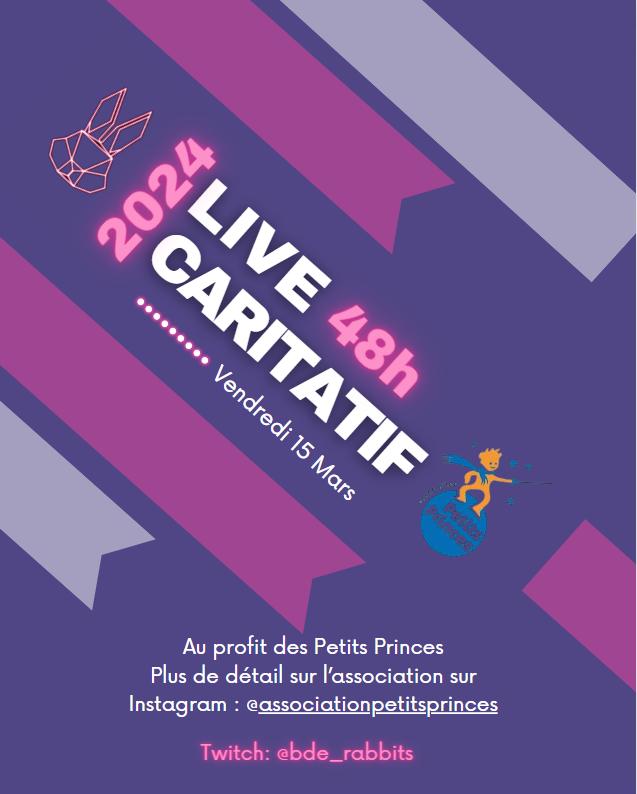 2024
LIVE 48h
CARITATIF
Vendredi 15 Mars
Au profit des Petits Princes
Plus de détail sur l'association sur
Instagram : @associationpetitsprinces
Twitch: @bde_rabbits